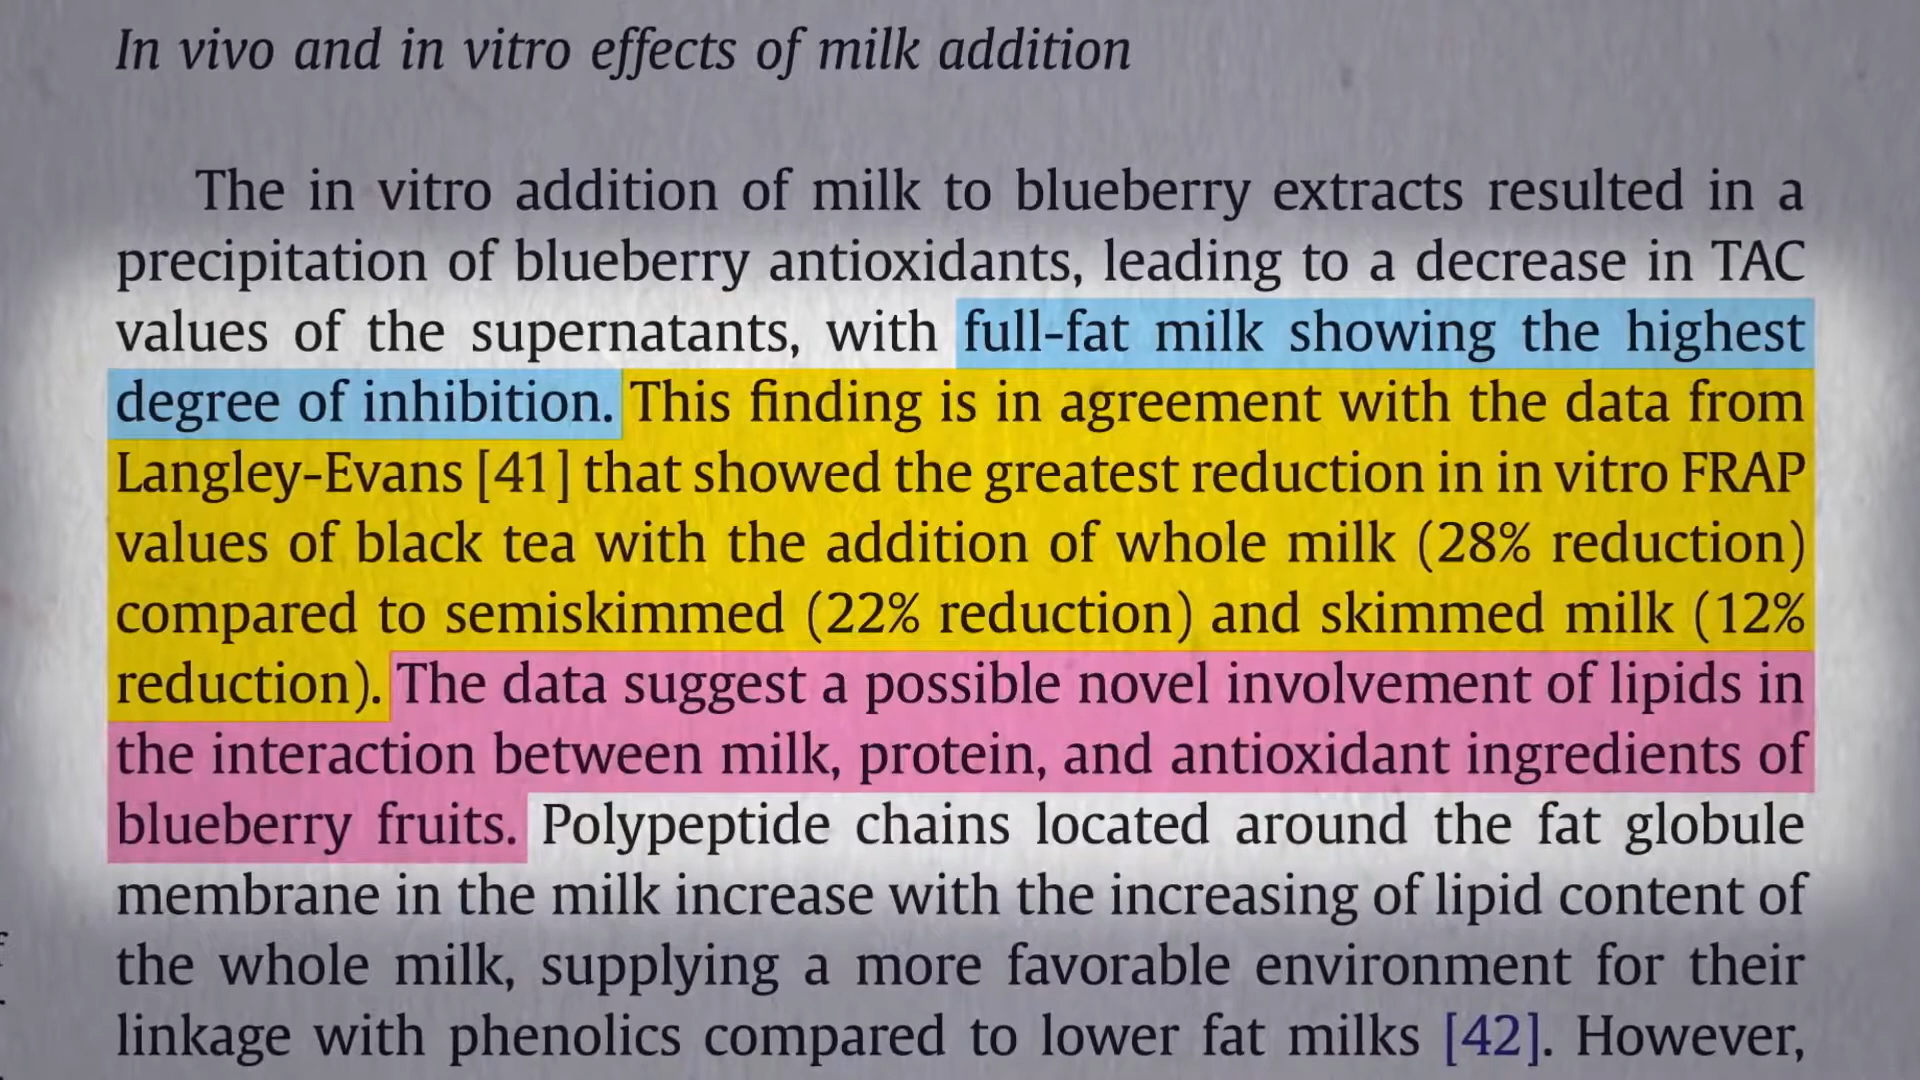 In vivo and in vitro effects of milk addition
The in vitro addition of milk to blueberry extracts resulted in a
precipitation of blueberry antioxidants, leading to a decrease in TAC
values of the supernatants, with full-fat milk showing the highest
degree of inhibition. This finding is in agreement with the data from
Langley-Evans [41] that showed the greatest reduction in in vitro FRAP
values of black tea with the addition of whole milk (28% reduction)
compared to semiskimmed (22% reduction) and skimmed milk (12%
reduction). The data suggest a possible novel involvement of lipids in
the interaction between milk, protein, and antioxidant ingredients of
blueberry fruits. Polypeptide chains located around the fat globule
membrane in the milk increase with the increasing of lipid content of
the whole milk, supplying a more favorable environment for their
linkage with phenolics compared to lower fat milks [42]. However,